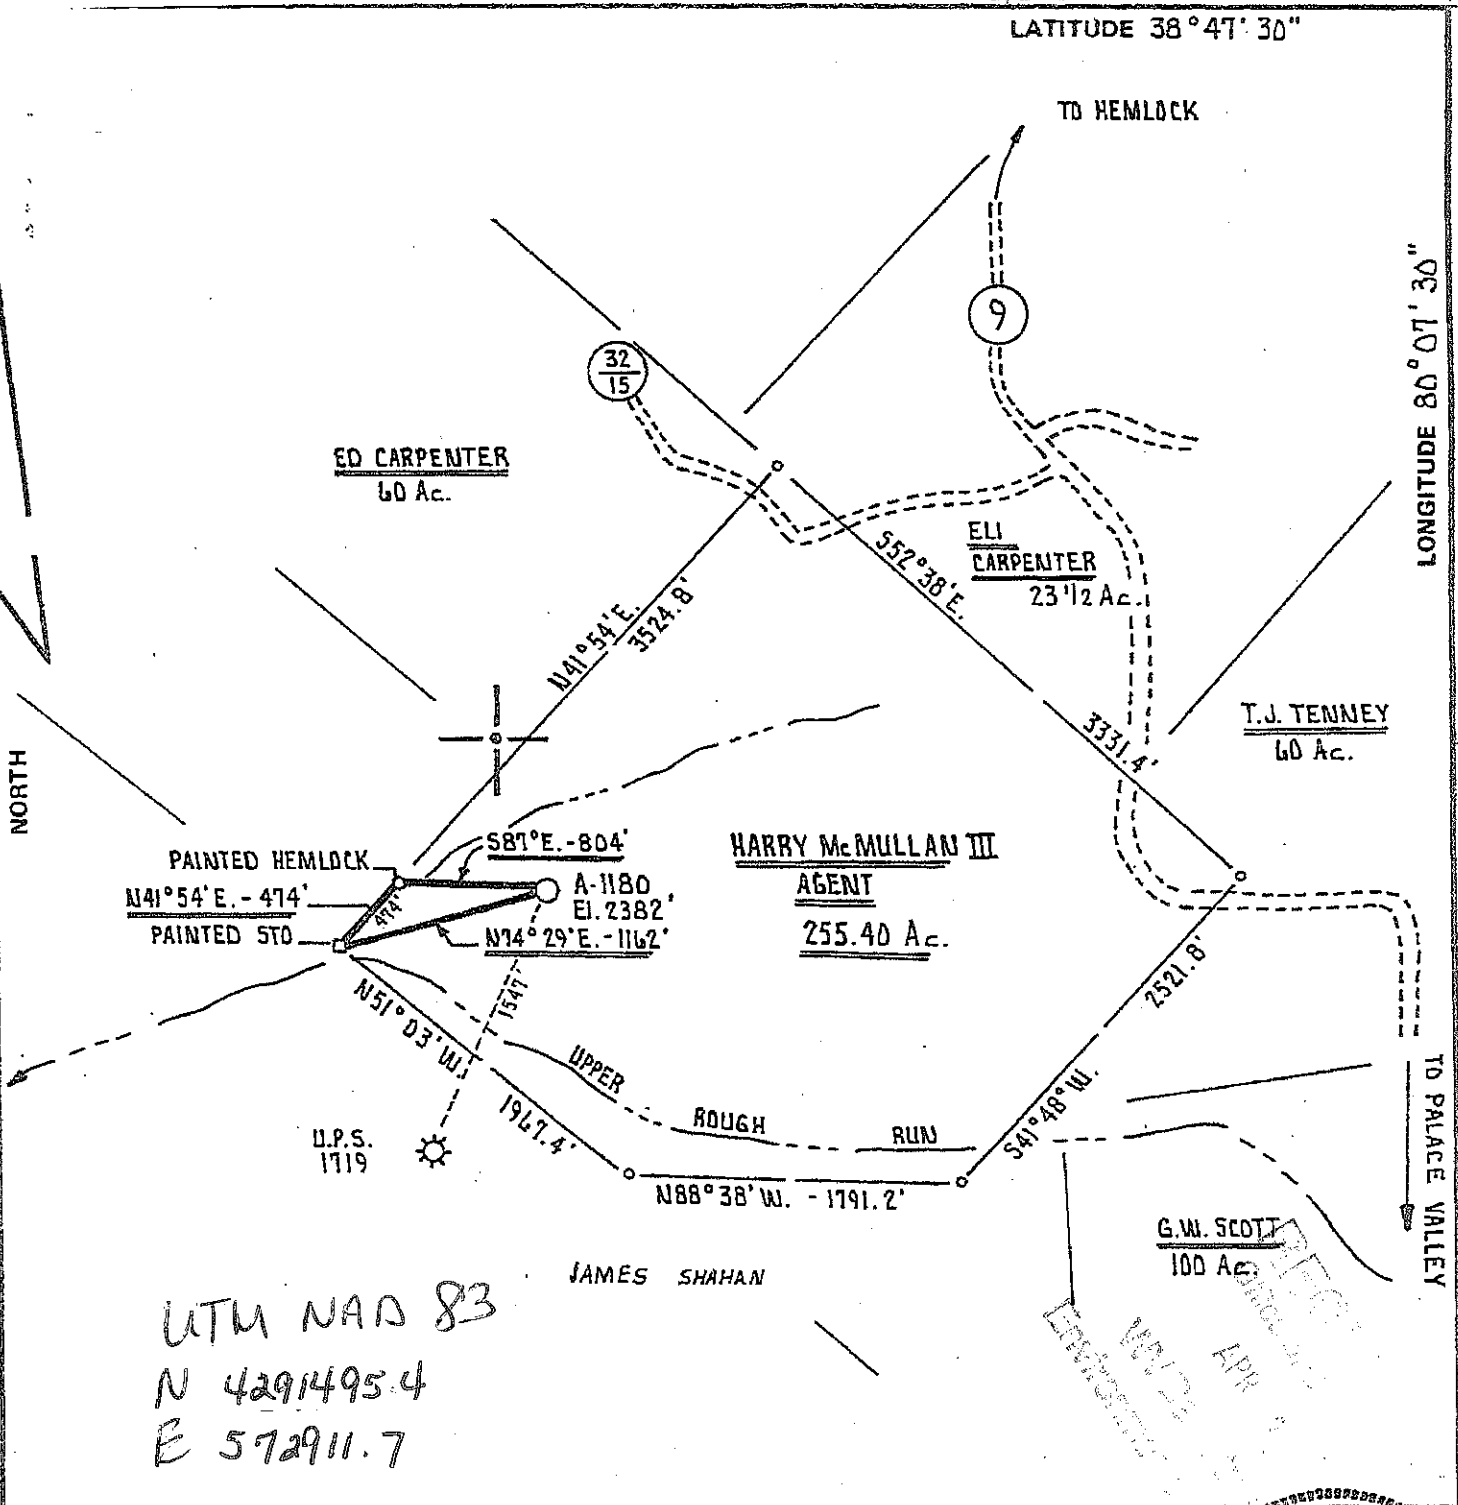 LATITUDE 38°47'30"
TO HEMLOCK
LONGITUDE 80°07'30"
9
32
15
ED CARPENTER
60 Ac.
ELI
CARPENTER
23 1/2 Ac.
S52°38'E.
3331.4'
N41°54'E.
3524.8'
T.J. TENNEY
60 Ac.
NORTH
PAINTED HEMLOCK
S87°E.-804'
N41°54'E.-474'
474'
PAINTED STO
A-1180
El. 2382'
N74°29'E.-1162'
HARRY McMULLAN III
AGENT
255.40 Ac.
1547'
N51°03'W.
1967.4'
UPPER
ROUGH
RUN
2521.8'
S41°48'W.
U.P.S.
1719
N88°38'W. - 1791.2'
TO PALACE VALLEY
G.W. SCOTT
100 Ac.
JAMES SHAHAN
UTM NAD 83
N 4291495.4
E 572911.7
APR